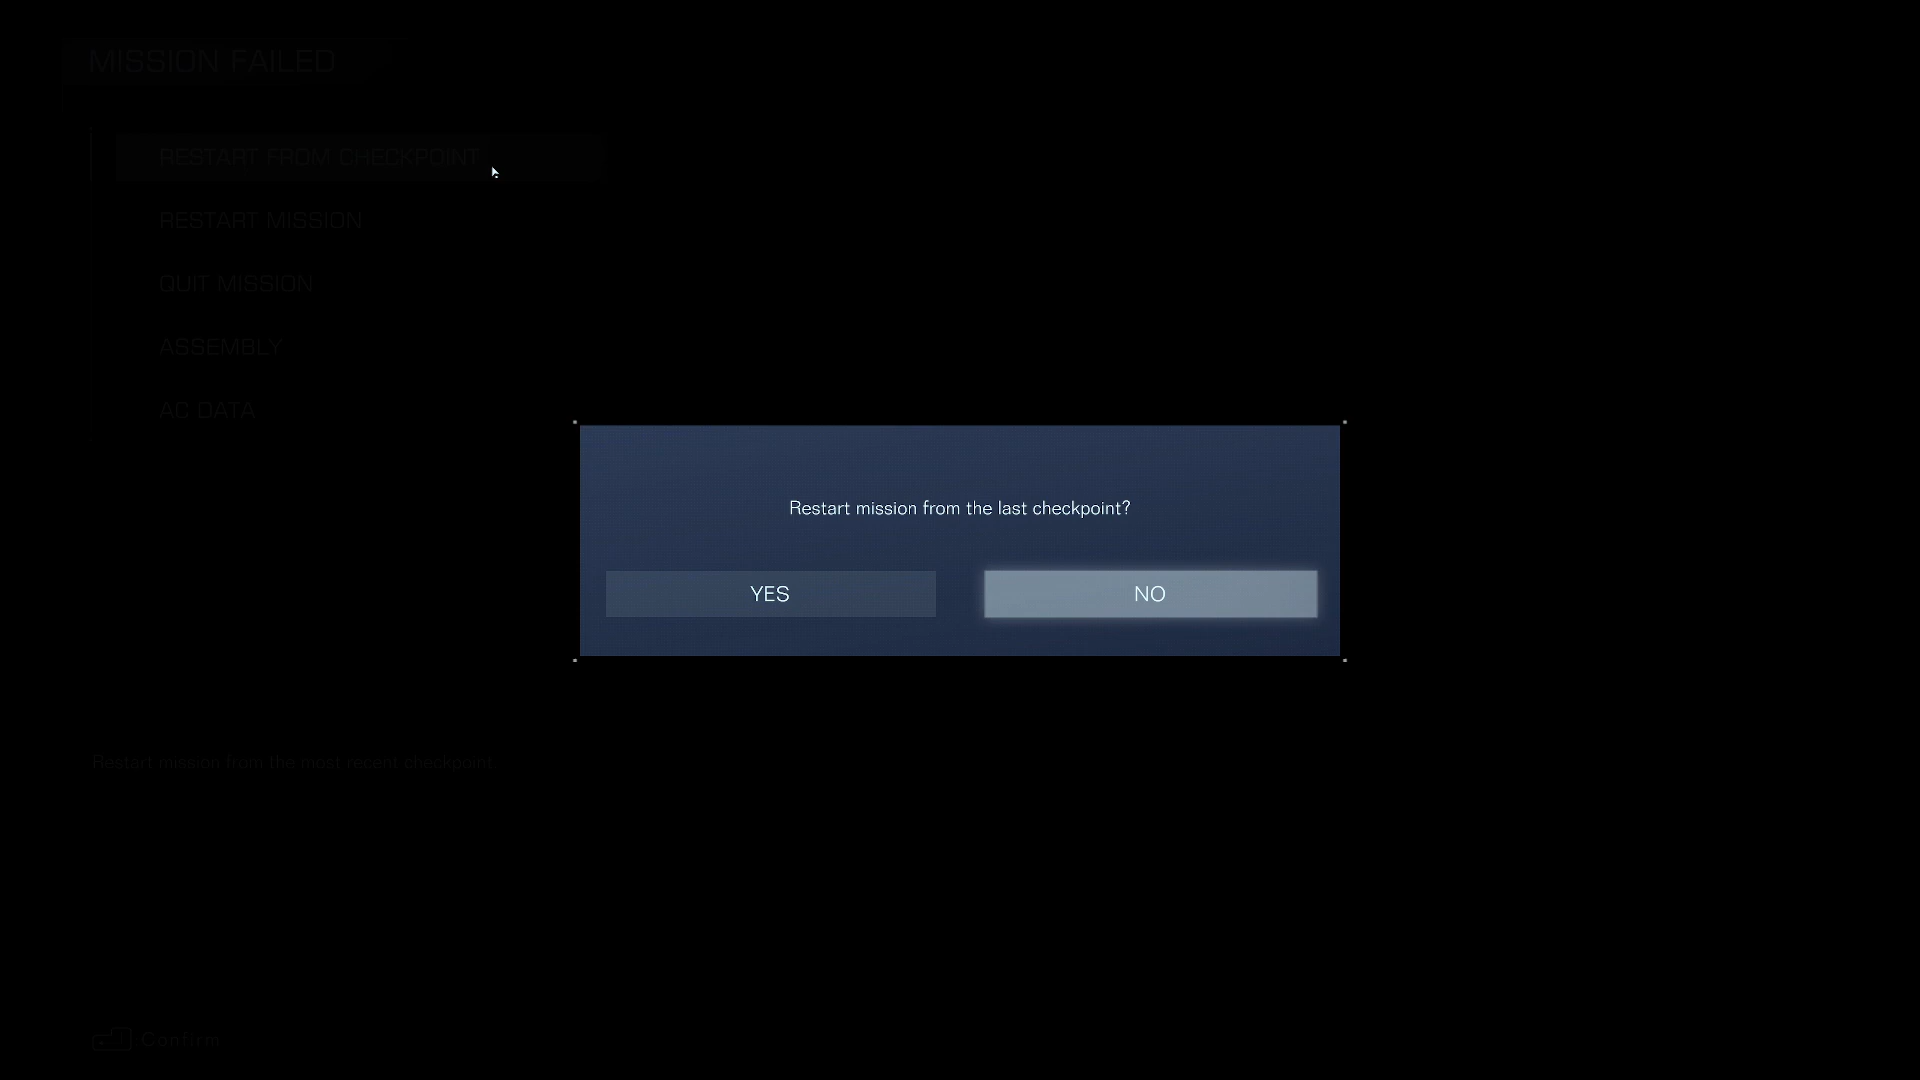 MISSION FAILED
RESTART FROM CHECKPOINT
RESTART MISSION
QUIT MISSION
ASSEMBLY
AC DATA
Restart mission from the last checkpoint?
YES
NO
Restart mission from the most recent checkpoint.
Confirm